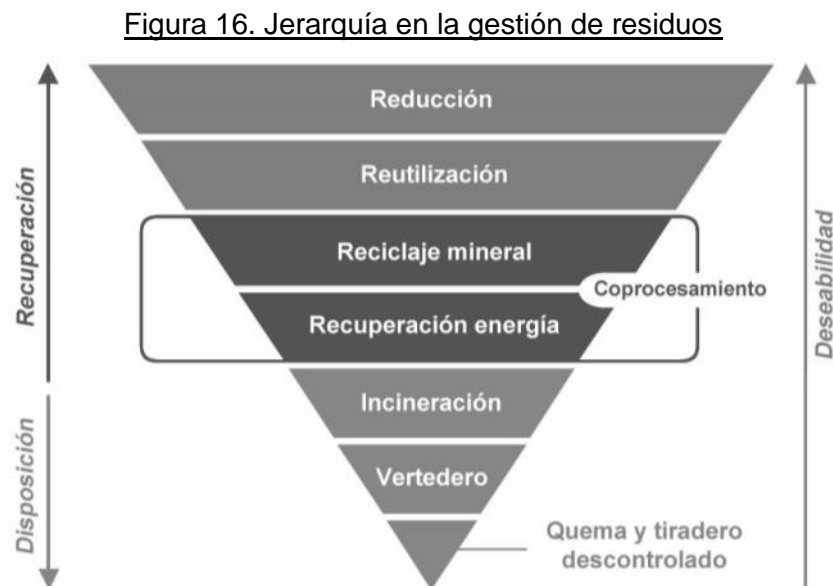 Figura 16. Jerarquía en la gestión de residuos
Reducción
Reutilización
Reciclaje mineral
Coprocesamiento
Recuperación energía
Incineración
Vertedero
Quema y tiradero
descontrolado
Recuperación
Disposición
Deseabilidad